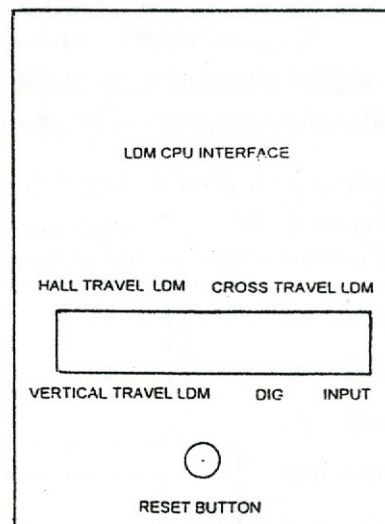 LDM CPU INTERFACE
HALL TRAVEL LDM CROSS TRAVEL LDM
VERTICAL TRAVEL LDM DIG INPUT
RESET BUTTON